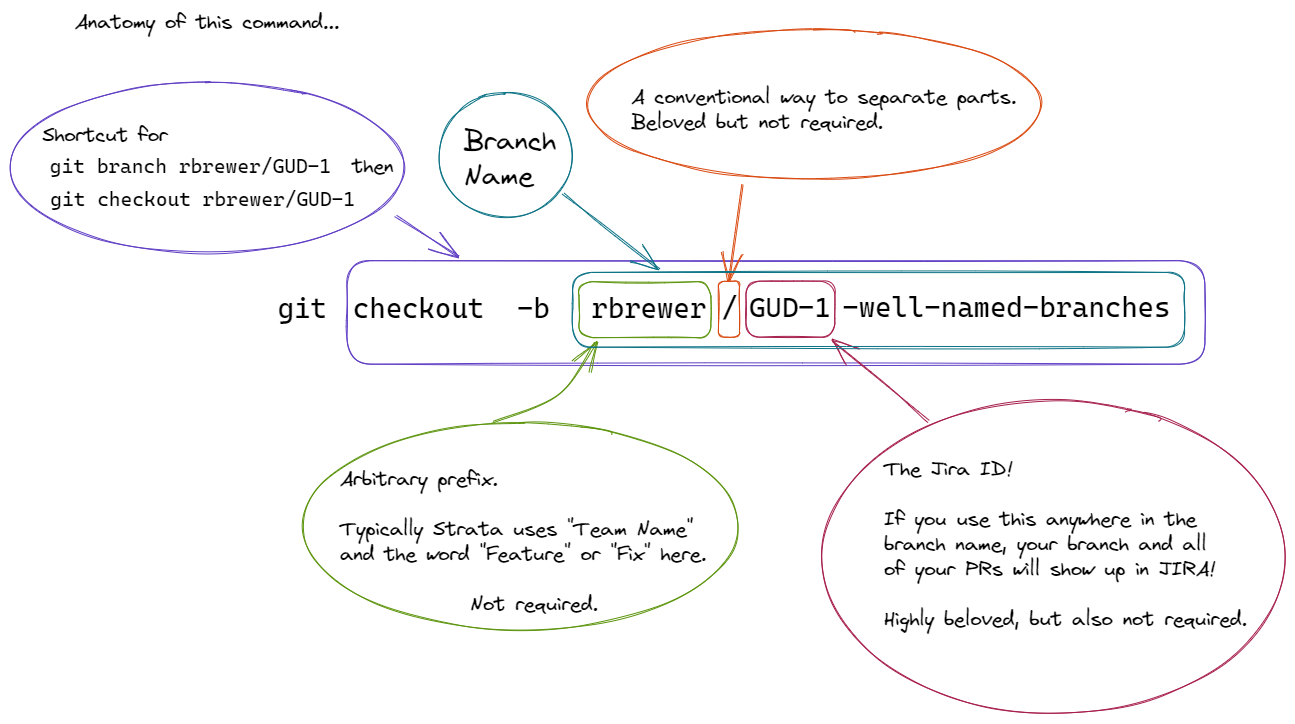 Anatomy of this command...
Shortcut for
git branch rbrewer/GUD-1 then
git checkout rbrewer/GUD-1
Branch
Name
A conventional way to separate parts.
Beloved but not required.
git checkout -b rbrewer / GUD-1 -well-named-branches
Arbitrary prefix.
Typically Strata uses "Team Name"
and the word "Feature" or "Fix" here.
Not required.
The Jira ID!
If you use this anywhere in the
branch name, your branch and all
of your PRs will show up in JIRA!
Highly beloved, but also not required.